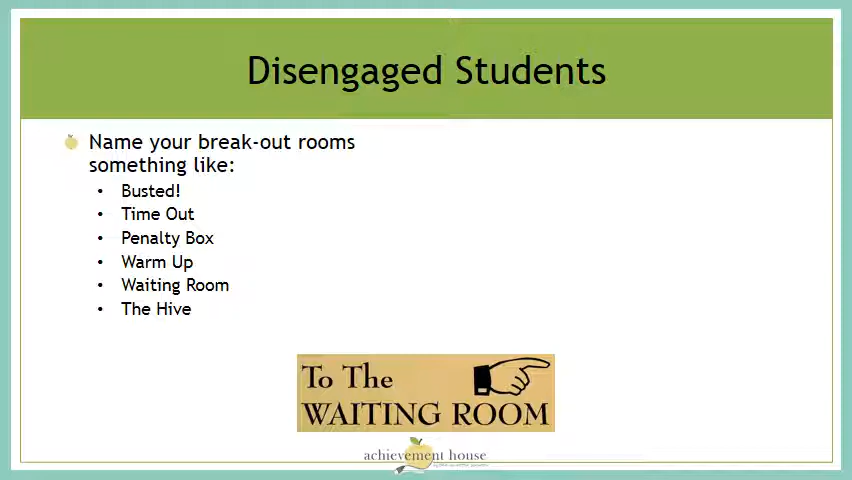 Disengaged Students
Name your break-out rooms
something like:
• Busted!
• Time Out
• Penalty Box
• Warm Up
• Waiting Room
• The Hive
To The
WAITING ROOM
achievement house